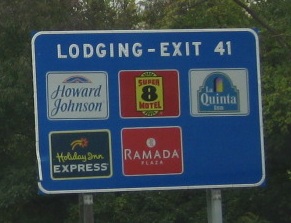 LODGING - EXIT 41
Howard
Johnson
SUPER
8
MOTEL
La
Quinta
Inn
Holiday Inn
EXPRESS
RAMADA
PLAZA